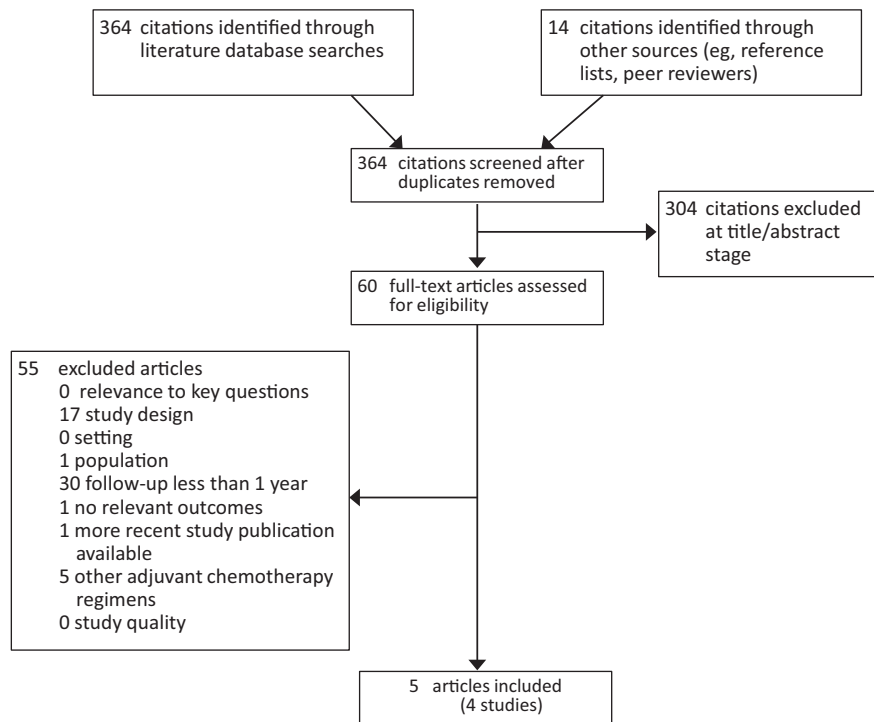 364 citations identified through
literature database searches
14 citations identified through
other sources (eg, reference
lists, peer reviewers)
364 citations screened after
duplicates removed
304 citations excluded
at title/abstract
stage
60 full-text articles assessed
for eligibility
55 excluded articles
0 relevance to key questions
17 study design
0 setting
1 population
30 follow-up less than 1 year
1 no relevant outcomes
1 more recent study publication
available
5 other adjuvant chemotherapy
regimens
0 study quality
5 articles included
(4 studies)